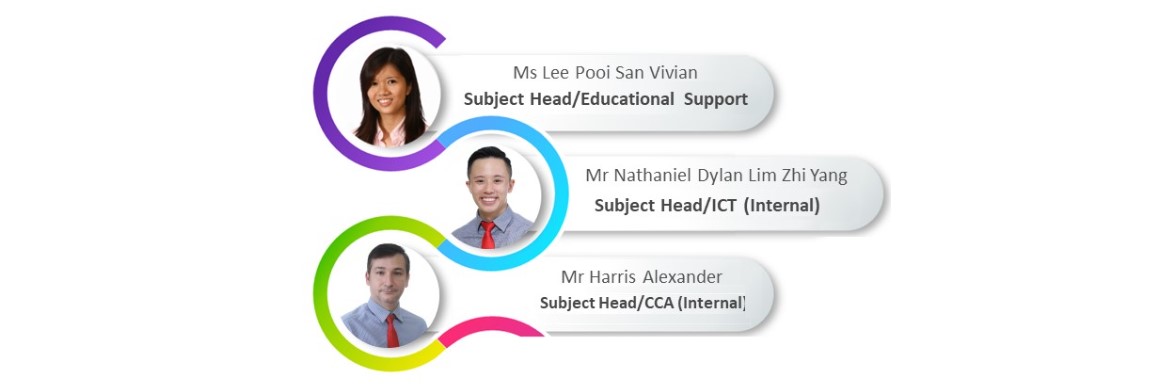 Ms Lee Pooi San Vivian
Subject Head/Educational Support
Mr Nathaniel Dylan Lim Zhi Yang
Subject Head/ICT (Internal)
Mr Harris Alexander
Subject Head/CCA (Internal)